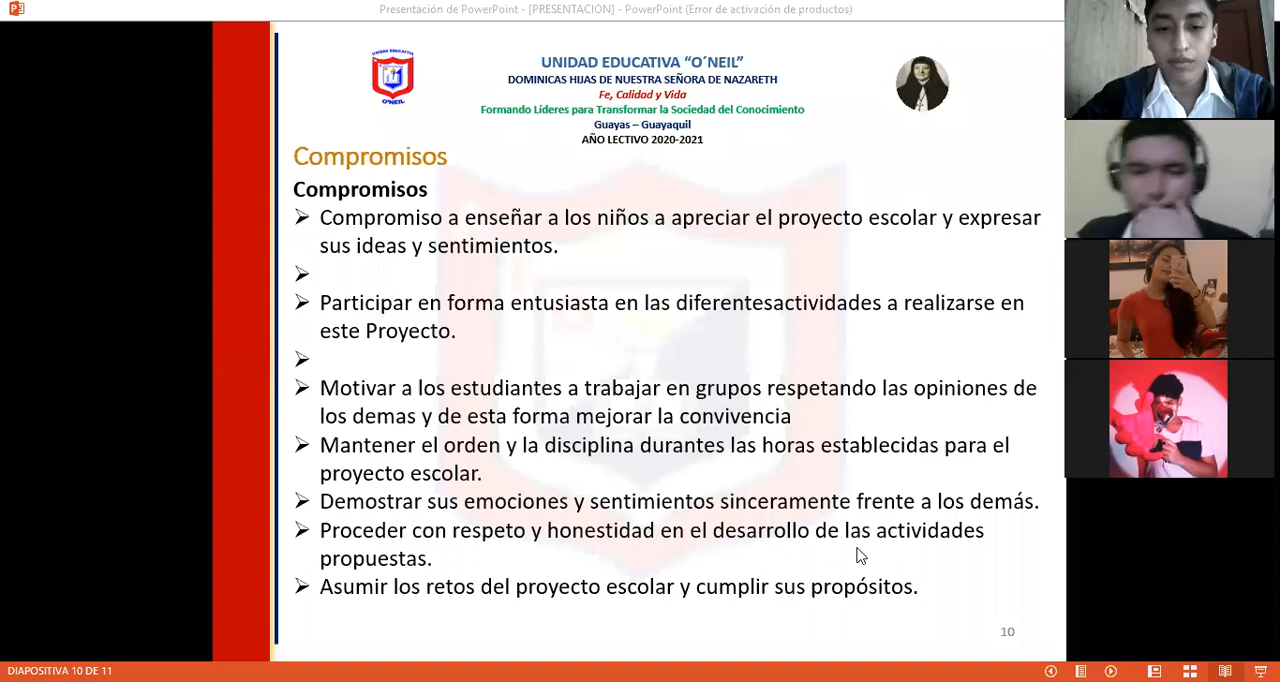 Presentación de PowerPoint - [PRESENTACION] - PowerPoint (Error de activación de productos)
UNIDAD EDUCATIVA
O'NEIL
UNIDAD EDUCATIVA “O´NEIL”
DOMINICAS HIJAS DE NUESTRA SEÑORA DE NAZARETH
Fe, Calidad y Vida
Formando Líderes para Transformar la Sociedad del Conocimiento
Guayas – Guayaquil
AÑO LECTIVO 2020-2021
Compromisos
Compromisos
➢ Compromiso a enseñar a los niños a apreciar el proyecto escolar y expresar
sus ideas y sentimientos.
➢
➢ Participar en forma entusiasta en las diferentesactividades a realizarse en
este Proyecto.
➢
➢ Motivar a los estudiantes a trabajar en grupos respetando las opiniones de
los demas y de esta forma mejorar la convivencia
➢ Mantener el orden y la disciplina durantes las horas establecidas para el
proyecto escolar.
➢ Demostrar sus emociones y sentimientos sinceramente frente a los demás.
➢ Proceder con respeto y honestidad en el desarrollo de las actividades
propuestas.
➢ Asumir los retos del proyecto escolar y cumplir sus propósitos.
10
DIAPOSITIVA 10 DE 11